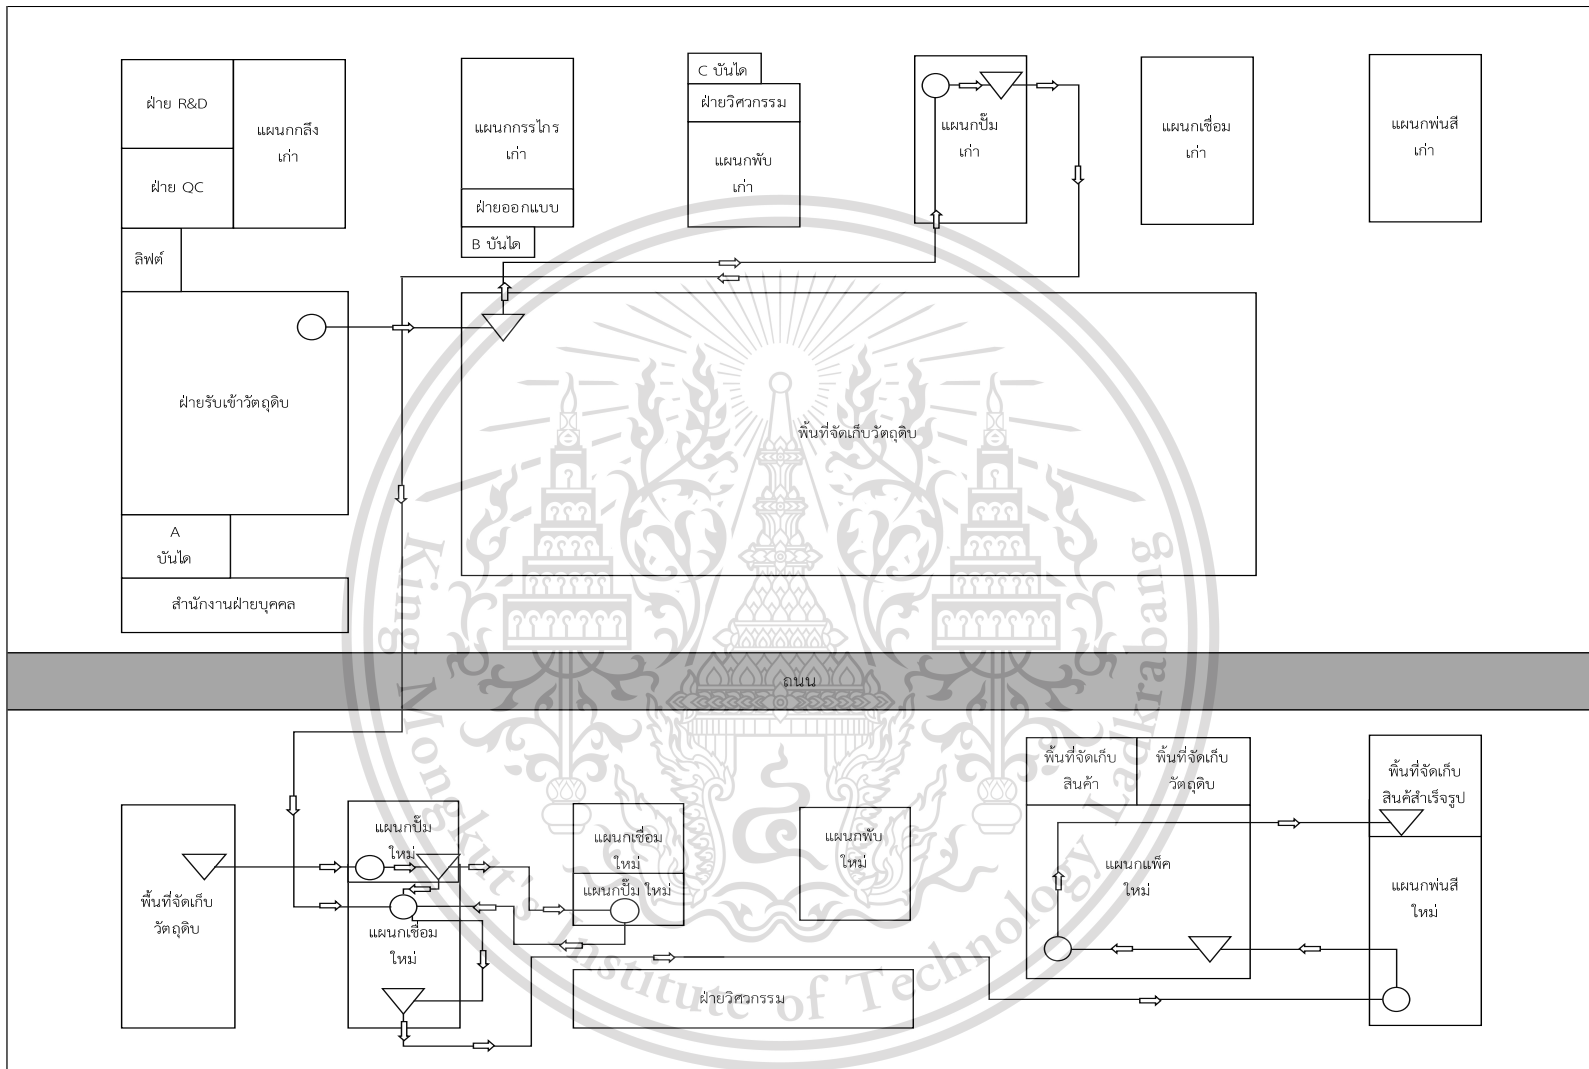 C บันได
ฝ่าย R&D
แผนกกลึง
เก่า
แผนกกรรไกร
เก่า
ฝ่ายวิศวกรรม
แผนกปั๊ม
เก่า
แผนกเชื่อม
เก่า
แผนกพ่นสี
เก่า
ฝ่าย QC
แผนกพับ
เก่า
ฝ่ายออกแบบ
B บันได
ลิฟต์
ฝ่ายรับเข้าวัตถุดิบ
พื้นที่จัดเก็บวัตถุดิบ
A
บันได
สำนักงานฝ่ายบุคคล
ถนน
พื้นที่จัดเก็บ
สินค้า
พื้นที่จัดเก็บ
วัตถุดิบ
พื้นที่จัดเก็บ
สินค้สำเร็จรูป
แผนกปั๊ม
ใหม่
แผนกเชื่อม
ใหม่
แผนกปั๊ม ใหม่
แผนกพับ
ใหม่
แผนกแพ็ค
ใหม่
แผนกพ่นสี
ใหม่
พื้นที่จัดเก็บ
วัตถุดิบ
แผนกเชื่อม
ใหม่
ฝ่ายวิศวกรรม
King Mongkut's Institute of Technology Ladkrabang